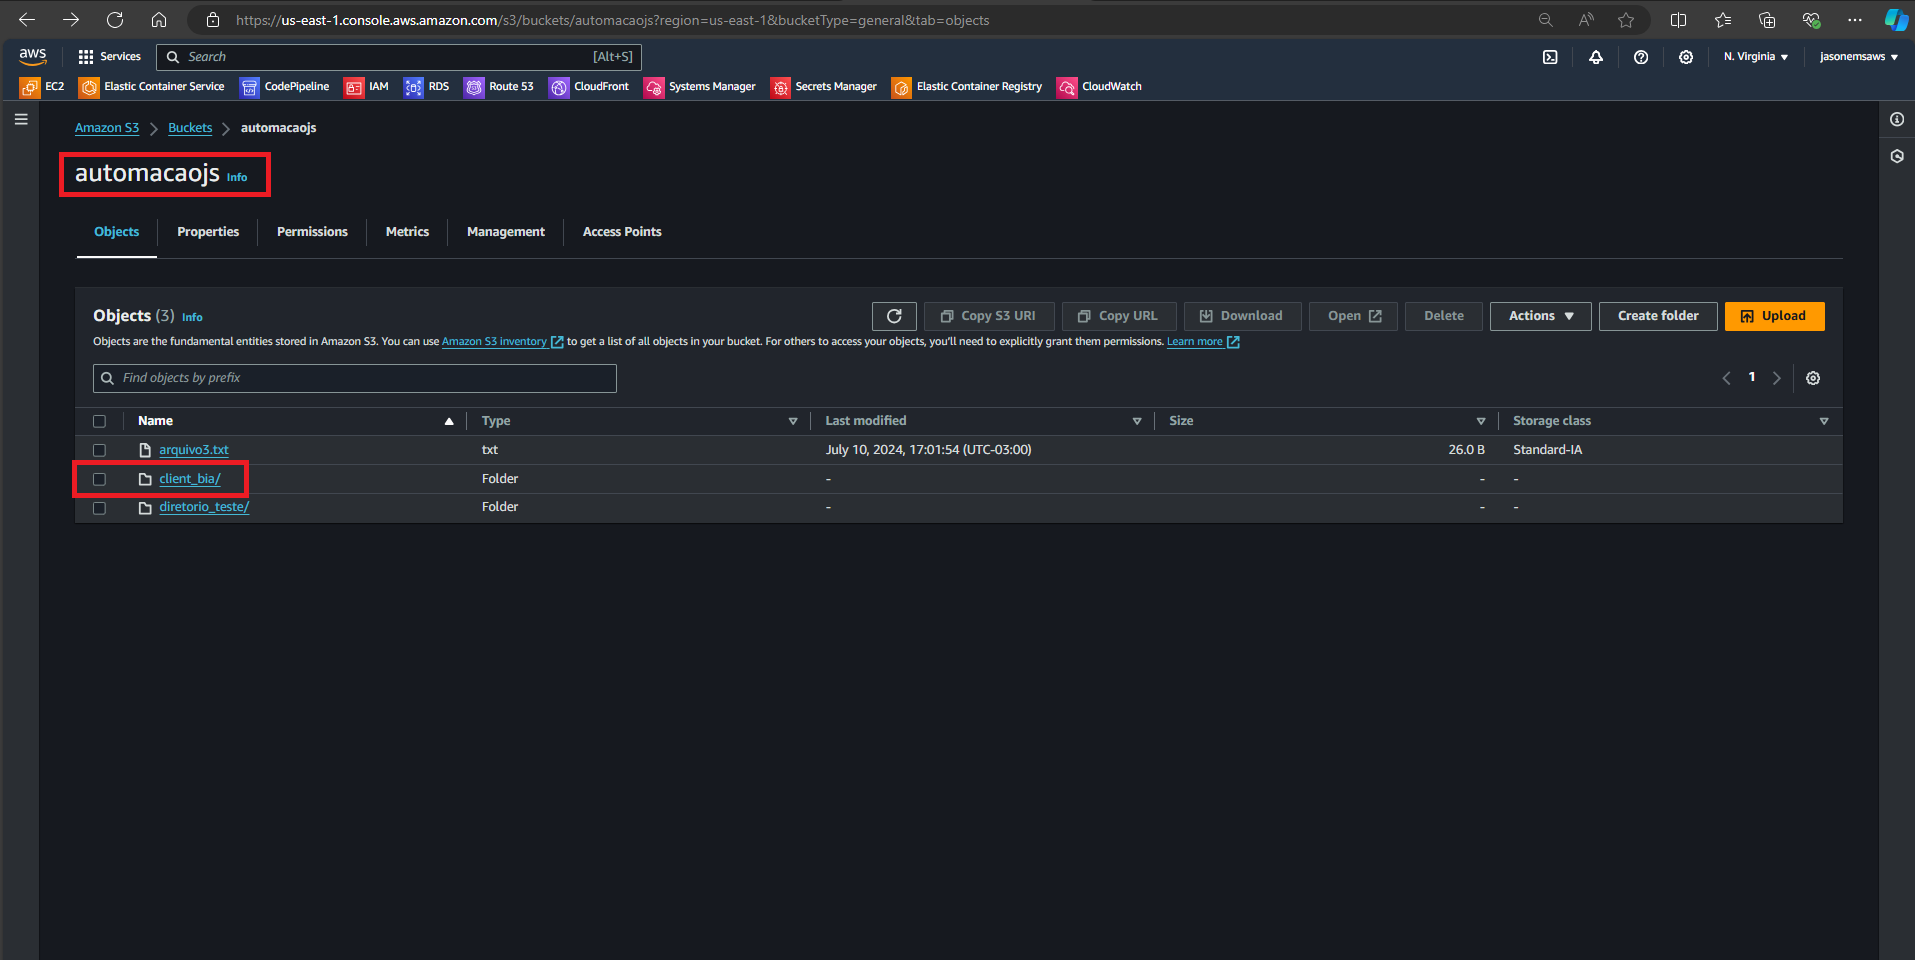 https://us-east-1.console.aws.amazon.com/s3/buckets/automacaojs?region=us-east-1&bucketType=general&tab=objects
aws Services Search [Alt+S] N. Virginia jasonemsaws
EC2 Elastic Container Service CodePipeline IAM RDS Route 53 CloudFront Systems Manager Secrets Manager Elastic Container Registry CloudWatch
Amazon S3 Buckets automacaojs
automacaojs Info
Objects Properties Permissions Metrics Management Access Points
Objects (3) Info Copy S3 URI Copy URL Download Open Delete Actions Create folder Upload
Objects are the fundamental entities stored in Amazon S3. You can use Amazon S3 inventory to get a list of all objects in your bucket. For others to access your objects, you'll need to explicitly grant them permissions. Learn more
Find objects by prefix 1
Name Type Last modified Size Storage class
arquivo3.txt txt July 10, 2024, 17:01:54 (UTC-03:00) 26.0 B Standard-IA
client_bia/ Folder - - -
diretorio_teste/ Folder - - -